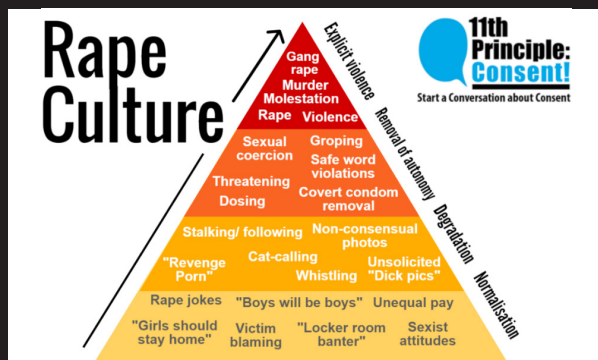 Rape
Culture
11th
Principle:
Consent!
Start a Conversation about Consent
Gang
rape
Murder
Molestation
Rape Violence
Explicit violence
Sexual
coercion
Groping
Safe word
violations
Threatening
Dosing
Covert condom
removal
Removal of autonomy
Stalking/ following
Non-consensual
photos
"Revenge
Porn"
Cat-calling
Whistling
Unsolicited
"Dick pics"
Degradation
Rape jokes "Boys will be boys" Unequal pay
"Girls should
stay home"
Victim
blaming
"Locker room
banter"
Sexist
attitudes
Normalisation